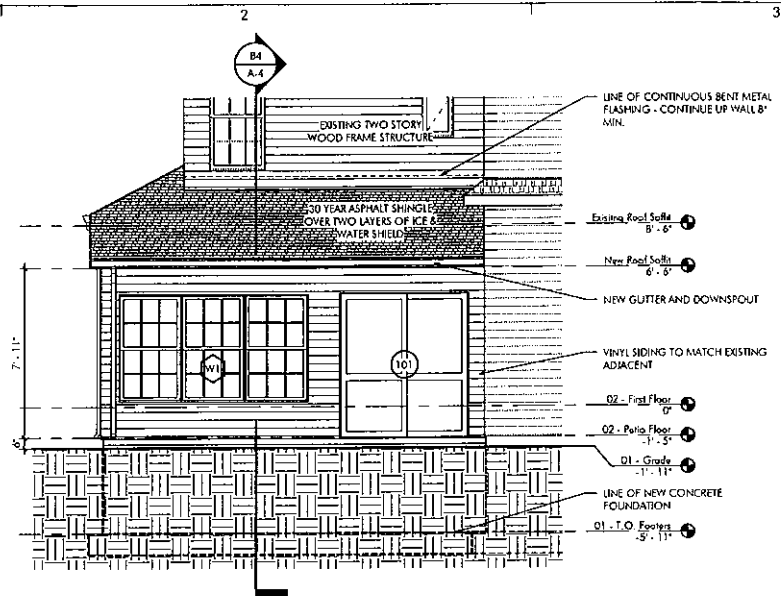 2
3
B4
A-4
LINE OF CONTINUOUS BENT METAL
FLASHING - CONTINUE UP WALL 8"
MIN.
EXISTING TWO STORY
WOOD FRAME STRUCTURE
30 YEAR ASPHALT SHINGLE
OVER TWO LAYERS OF ICE &
WATER SHIELD
Existing Roof Soffit
8' - 6"
New Roof Soffit
6' - 6"
NEW GUTTER AND DOWNSPOUT
VINYL SIDING TO MATCH EXISTING
ADJACENT
7' - 11"
W1
101
02 - First Floor
0"
02 - Patio Floor
-1' - 5"
6"
01 - Grade
-1' - 11"
LINE OF NEW CONCRETE
FOUNDATION
01 - T.O. Footers
-5' - 11"